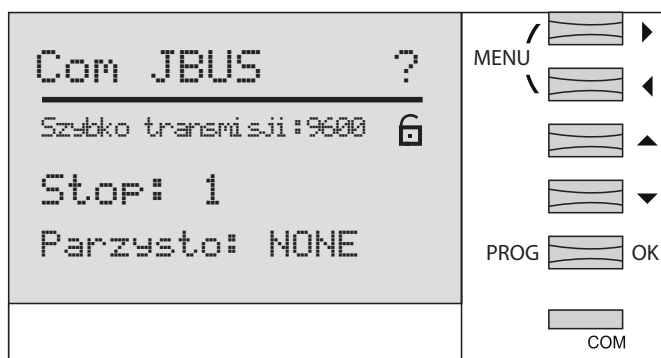 Com JBUS ?
Szybko transmisji:9600
Stop: 1
Parzysto: NONE
MENU
PROG OK
COM